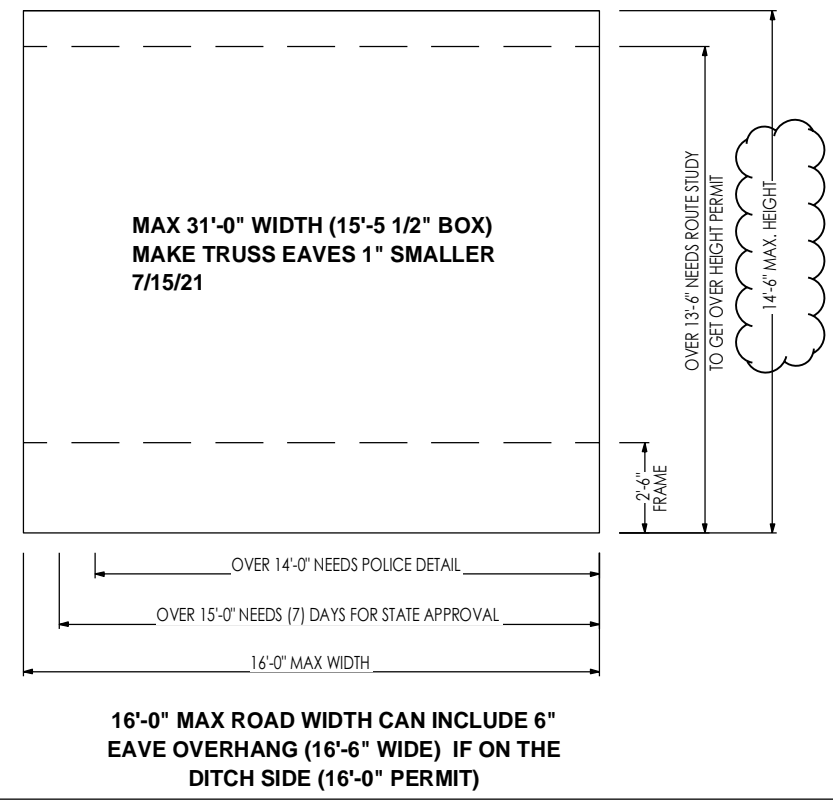 MAX 31'-0" WIDTH (15'-5 1/2" BOX)
MAKE TRUSS EAVES 1" SMALLER
7/15/21
OVER 13'-6" NEEDS ROUTE STUDY
TO GET OVER HEIGHT PERMIT
14'-6" MAX. HEIGHT
2'-6"
FRAME
OVER 14'-0" NEEDS POLICE DETAIL
OVER 15'-0" NEEDS (7) DAYS FOR STATE APPROVAL
16'-0" MAX WIDTH
16'-0" MAX ROAD WIDTH CAN INCLUDE 6"
EAVE OVERHANG (16'-6" WIDE) IF ON THE
DITCH SIDE (16'-0" PERMIT)